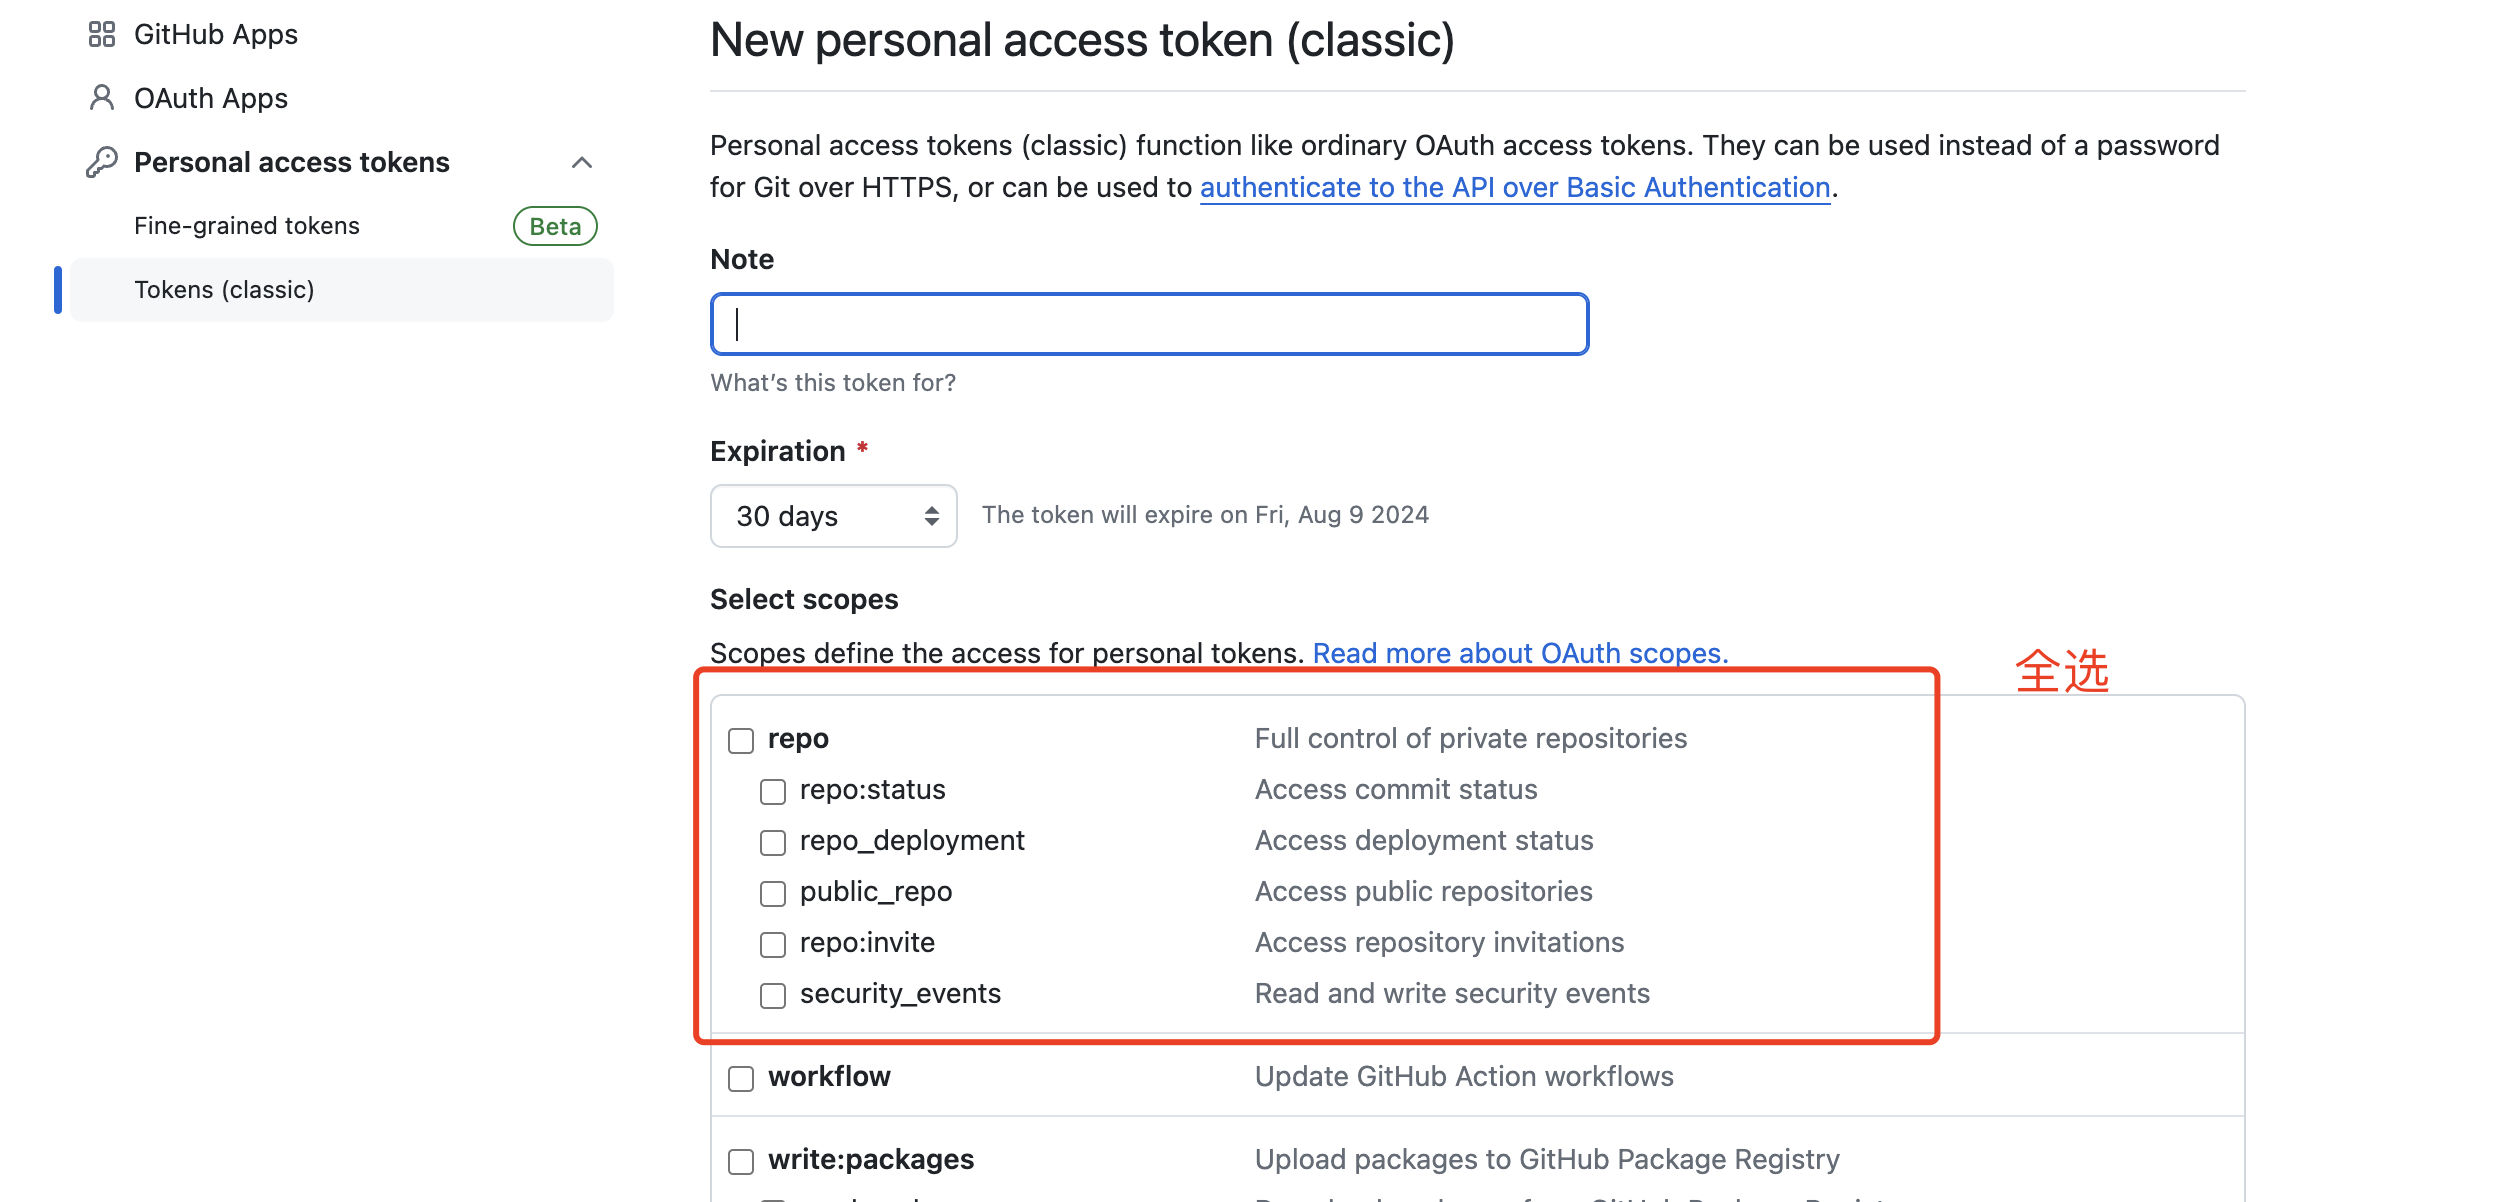 GitHub Apps
OAuth Apps
Personal access tokens
Fine-grained tokens Beta
Tokens (classic)
New personal access token (classic)
Personal access tokens (classic) function like ordinary OAuth access tokens. They can be used instead of a password
for Git over HTTPS, or can be used to authenticate to the API over Basic Authentication.
Note
What's this token for?
Expiration *
30 days The token will expire on Fri, Aug 9 2024
Select scopes
Scopes define the access for personal tokens. Read more about OAuth scopes.
全选
repo Full control of private repositories
repo:status Access commit status
repo_deployment Access deployment status
public_repo Access public repositories
repo:invite Access repository invitations
security_events Read and write security events
workflow Update GitHub Action workflows
write:packages Upload packages to GitHub Package Registry